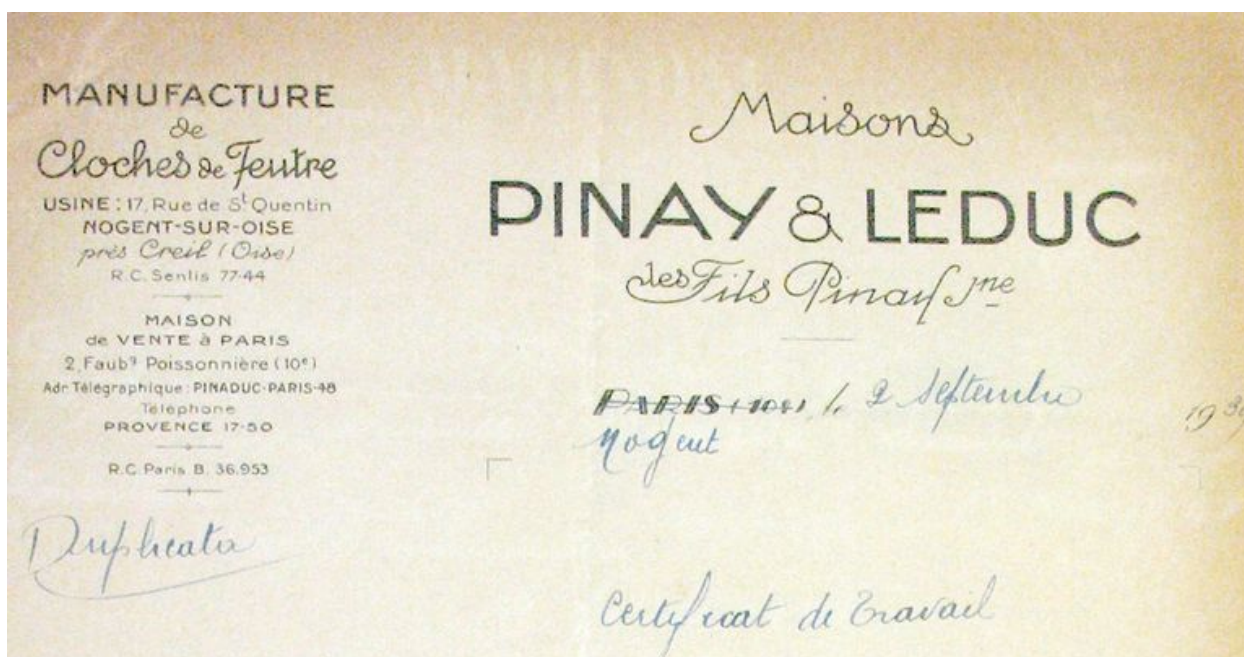 MANUFACTURE
de
Cloches de Feutre
USINE : 17, Rue de St Quentin
NOGENT-SUR-OISE
près Creil (Oise)
R.C. Senlis 77-44
MAISON
de VENTE à PARIS
2, Faubg Poissonnière (10e)
Adr Télégraphique : PINADUC-PARIS-48
Téléphone
PROVENCE 17-50
R.C. Paris B. 36.953
Duplicata
Maisons
PINAY & LEDUC
les Fils Pinay Jne
PARIS (10e), le 2 Septembre 1939
Nogent
Certificat de Travail